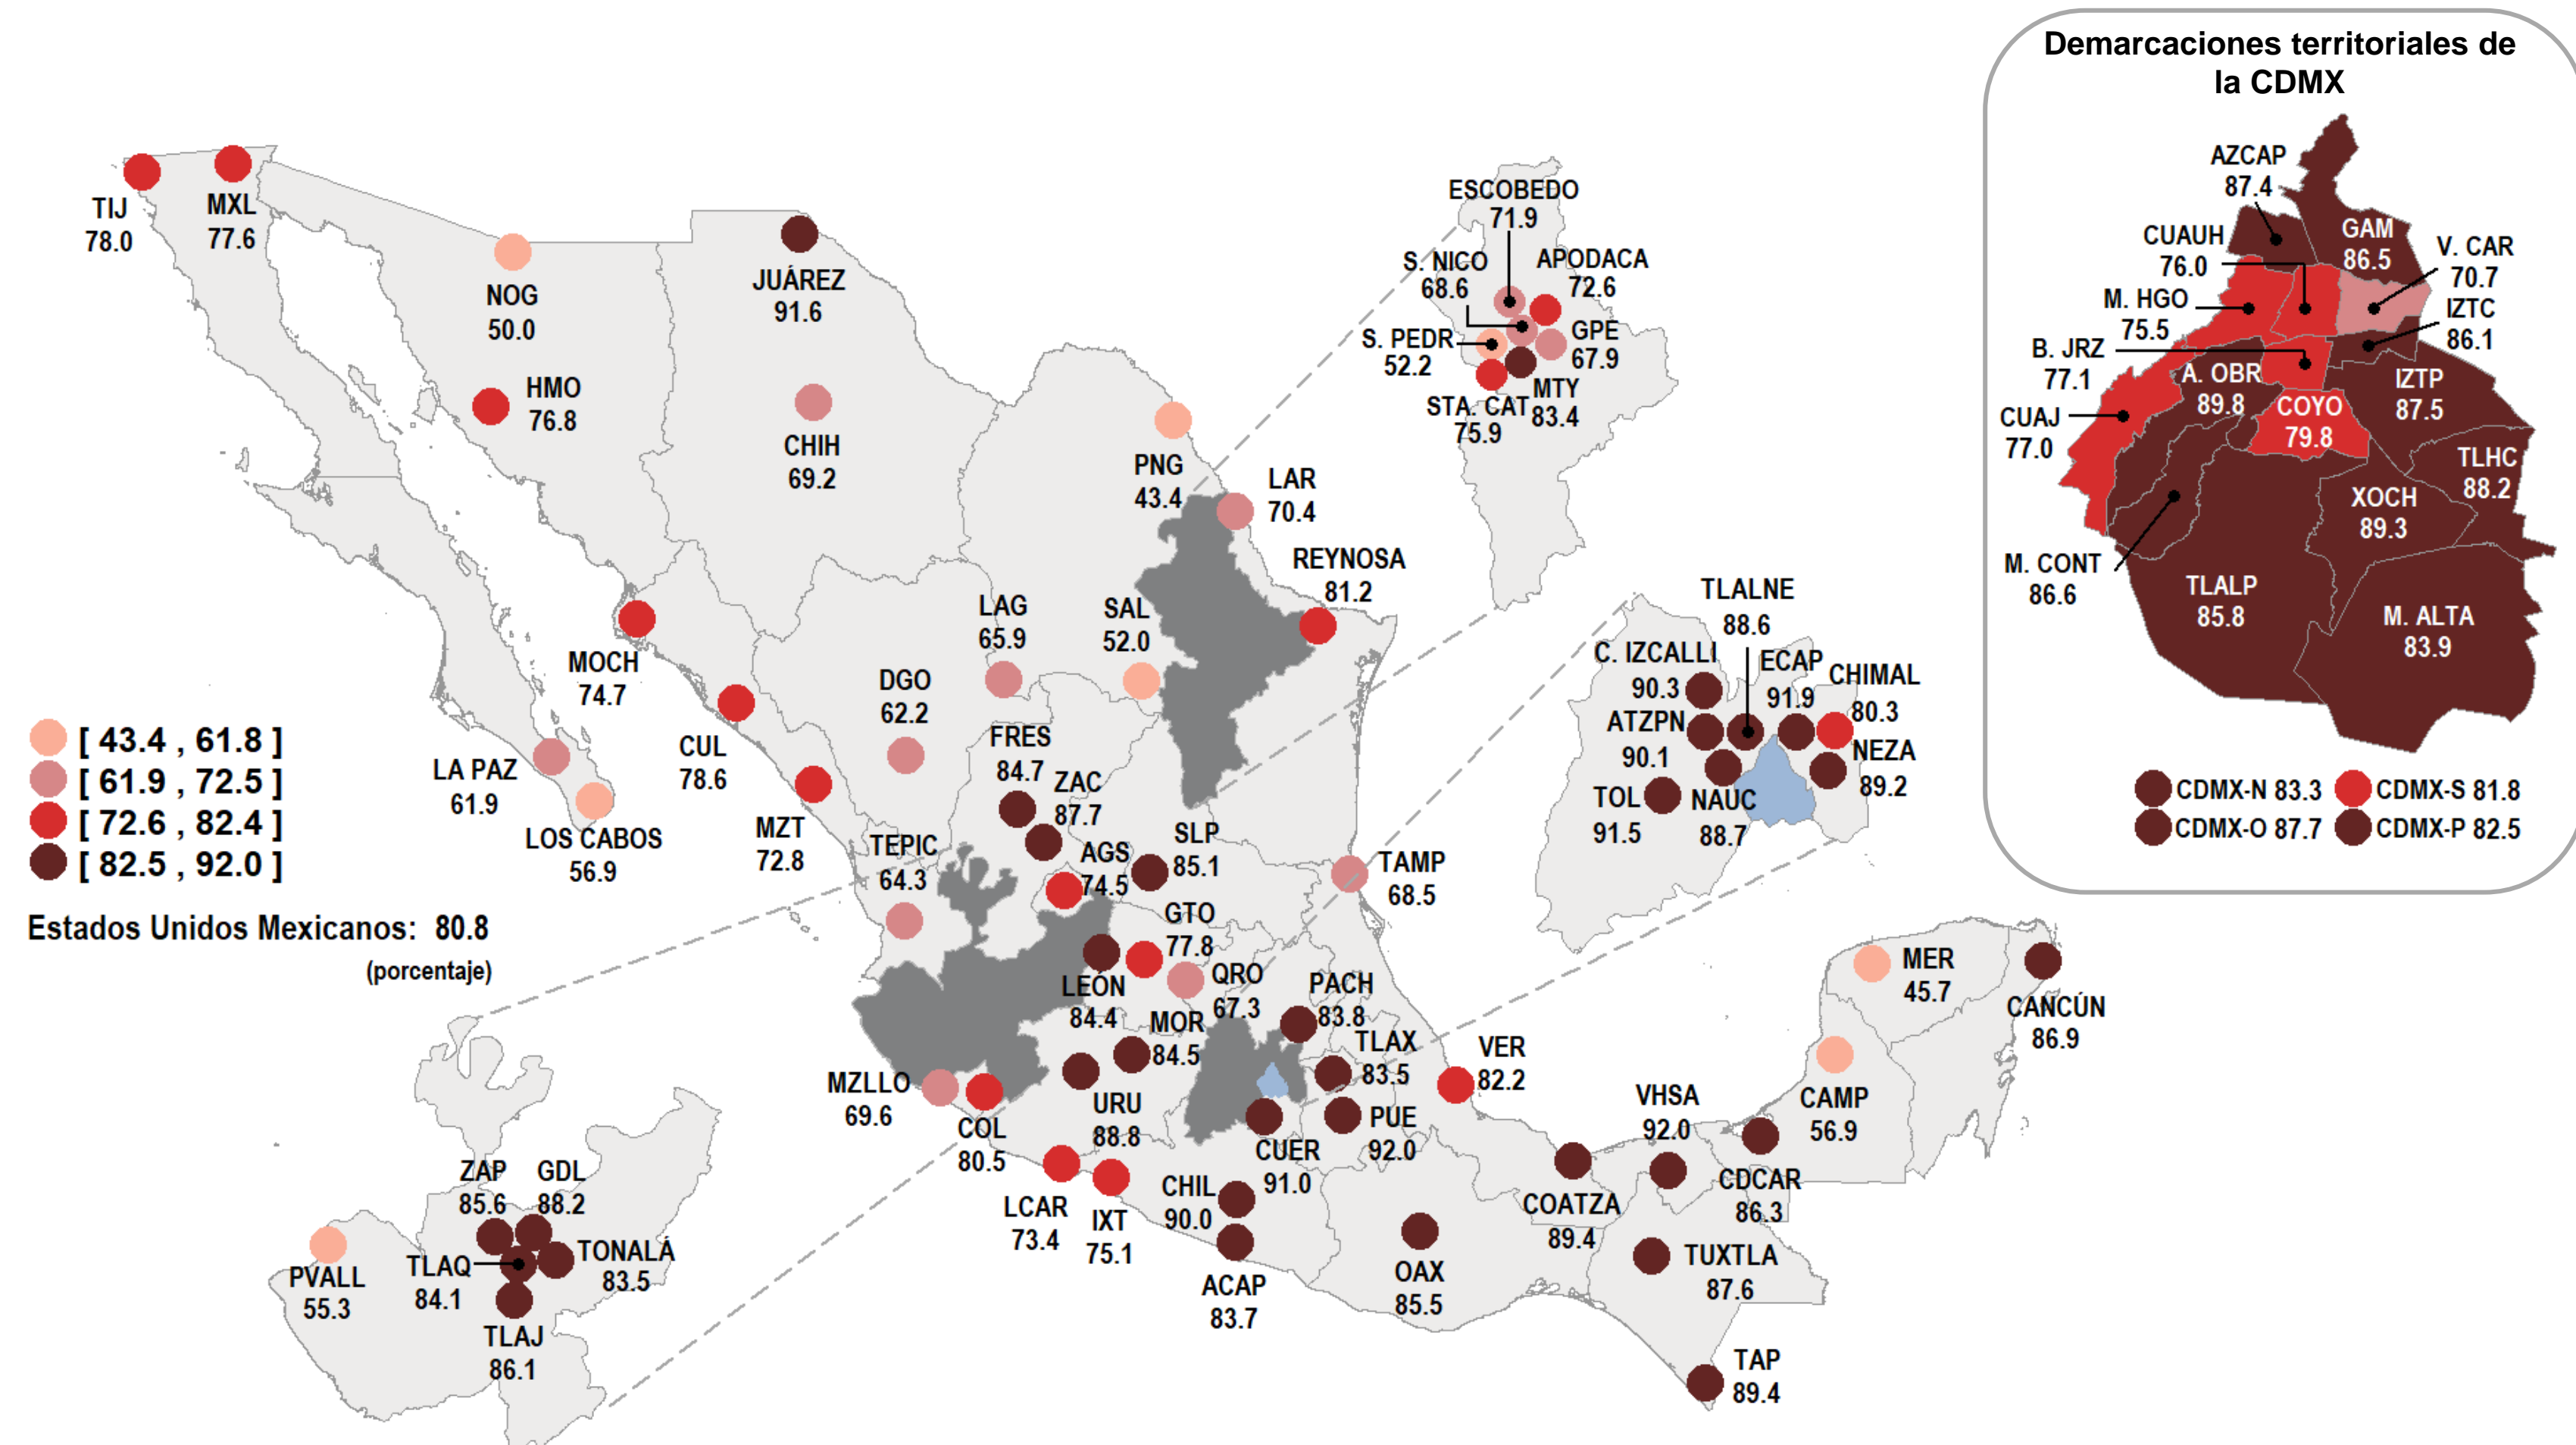 Demarcaciones territoriales de
la CDMX
AZCAP
87.4
GAM
86.5
CUAUH
76.0
V. CAR
70.7
M. HGO
75.5
IZTC
86.1
B. JRZ
77.1
A. OBR
89.8
IZTP
87.5
COYO
79.8
CUAJ
77.0
TLHC
88.2
XOCH
89.3
M. CONT
86.6
TLALP
85.8
M. ALTA
83.9
CDMX-N 83.3
CDMX-S 81.8
CDMX-O 87.7
CDMX-P 82.5
TIJ
78.0
MXL
77.6
NOG
50.0
JUÁREZ
91.6
HMO
76.8
CHIH
69.2
PNG
43.4
LAR
70.4
REYNOSA
81.2
ESCOBEDO
71.9
S. NICO
68.6
APODACA
72.6
S. PEDR
52.2
GPE
67.9
STA. CAT
75.9
MTY
83.4
MOCH
74.7
LAG
65.9
SAL
52.0
DGO
62.2
CUL
78.6
LA PAZ
61.9
LOS CABOS
56.9
MZT
72.8
FRES
84.7
ZAC
87.7
TEPIC
64.3
AGS
74.5
SLP
85.1
TAMP
68.5
GTO
77.8
LEÓN
84.4
QRO
67.3
PACH
83.8
MOR
84.5
TLAX
83.5
VER
82.2
MZLLO
69.6
COL
80.5
URU
88.8
CUER
91.0
PUE
92.0
LCAR
73.4
IXT
75.1
CHIL
90.0
ACAP
83.7
OAX
85.5
COATZA
89.4
VHSA
92.0
CDCAR
86.3
TUXTLA
87.6
TAP
89.4
CAMP
56.9
MER
45.7
CANCÚN
86.9
TLALNE
88.6
C. IZCALLI
90.3
ECAP
91.9
CHIMAL
80.3
ATZPN
90.1
NEZA
89.2
TOL
91.5
NAUC
88.7
[ 43.4 , 61.8 ]
[ 61.9 , 72.5 ]
[ 72.6 , 82.4 ]
[ 82.5 , 92.0 ]
Estados Unidos Mexicanos: 80.8
(porcentaje)
ZAP
85.6
GDL
88.2
PVALL
55.3
TLAQ
84.1
TONALÁ
83.5
TLAJ
86.1